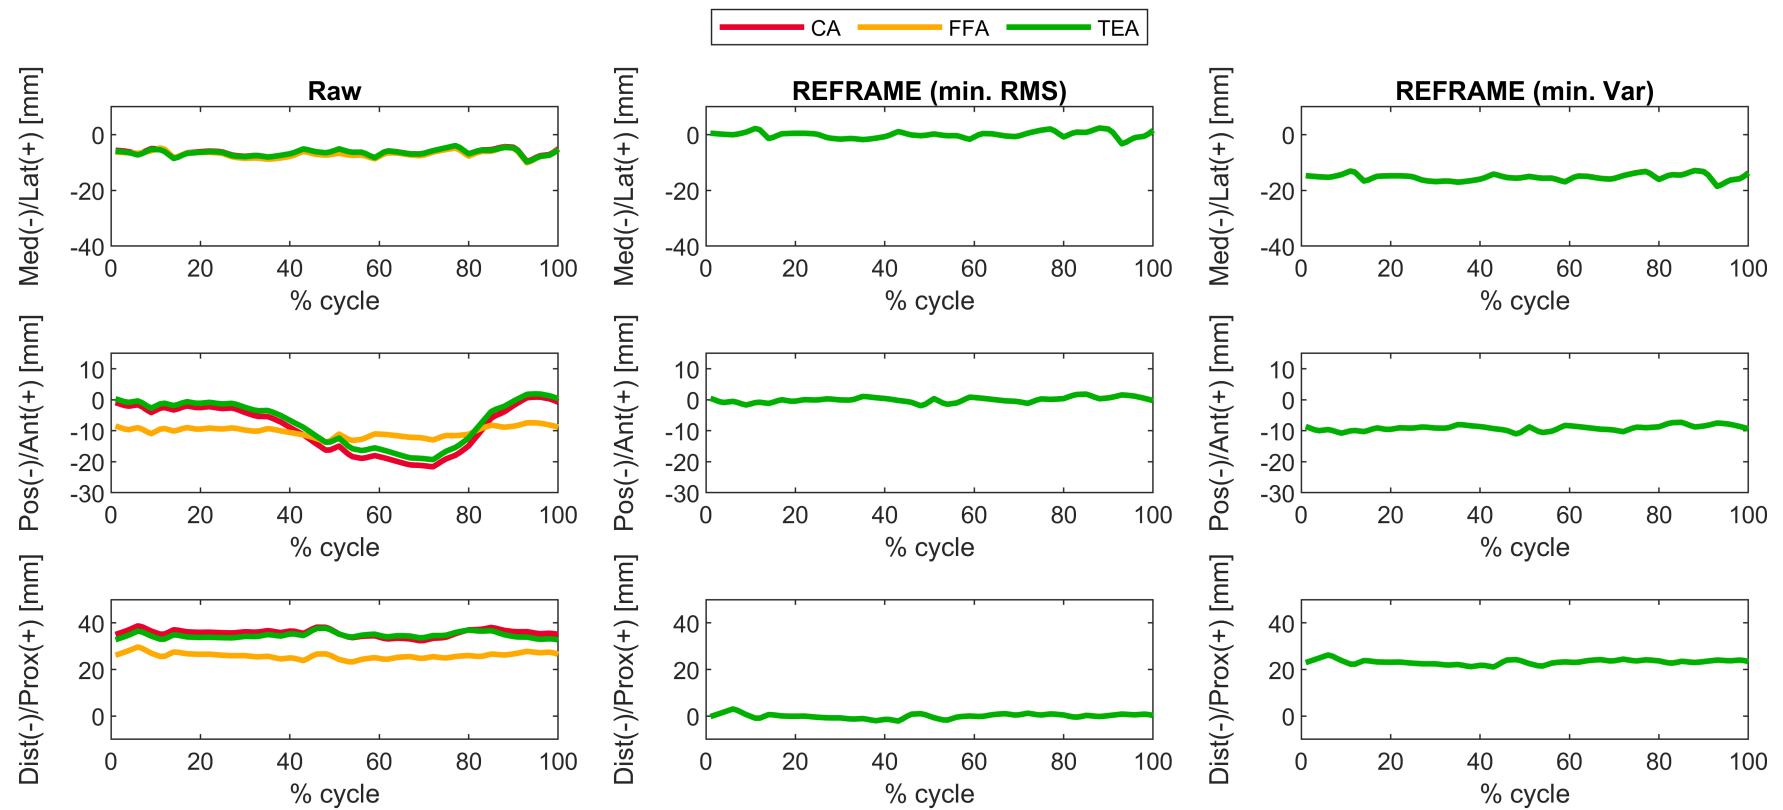 CA FFA TEA
Raw
REFRAME (min. RMS)
REFRAME (min. Var)
Med(-)/Lat(+) [mm]
0
-20
-40
0 20 40 60 80 100
% cycle
Med(-)/Lat(+) [mm]
0
-20
-40
0 20 40 60 80 100
% cycle
Med(-)/Lat(+) [mm]
0
-20
-40
0 20 40 60 80 100
% cycle
Pos(-)/Ant(+) [mm]
10
0
-10
-20
-30
0 20 40 60 80 100
% cycle
Pos(-)/Ant(+) [mm]
10
0
-10
-20
-30
0 20 40 60 80 100
% cycle
Pos(-)/Ant(+) [mm]
10
0
-10
-20
-30
0 20 40 60 80 100
% cycle
Dist(-)/Prox(+) [mm]
40
20
0
0 20 40 60 80 100
% cycle
Dist(-)/Prox(+) [mm]
40
20
0
0 20 40 60 80 100
% cycle
Dist(-)/Prox(+) [mm]
40
20
0
0 20 40 60 80 100
% cycle